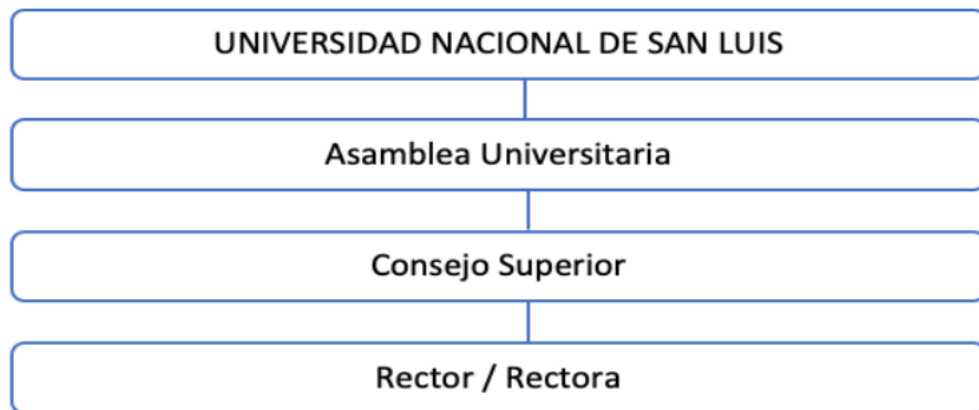 UNIVERSIDAD NACIONAL DE SAN LUIS
Asamblea Universitaria
Consejo Superior
Rector / Rectora